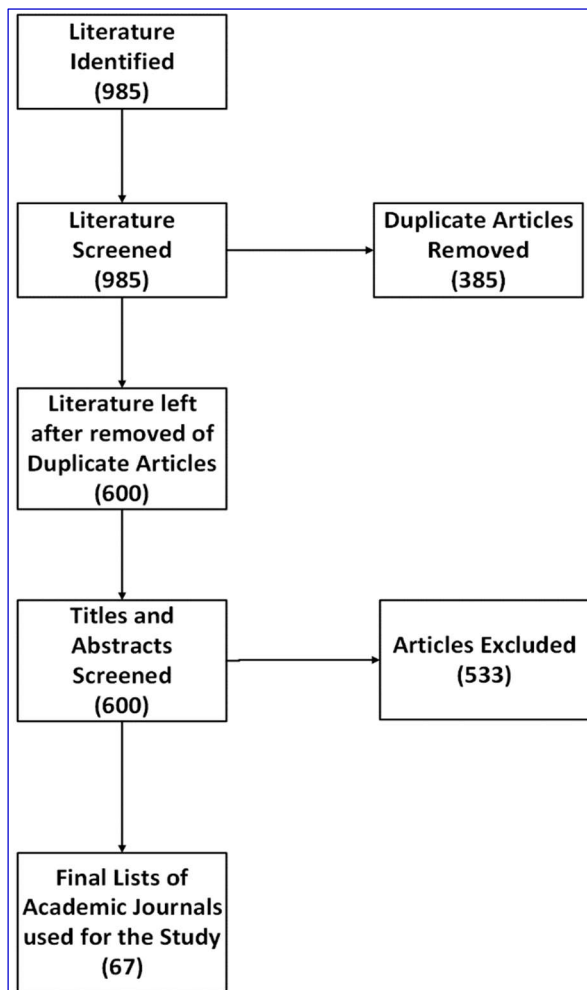 Literature
Identified
(985)
Literature
Screened
(985)
Duplicate Articles
Removed
(385)
Literature left
after removed of
Duplicate Articles
(600)
Titles and
Abstracts
Screened
(600)
Articles Excluded
(533)
Final Lists of
Academic Journals
used for the Study
(67)